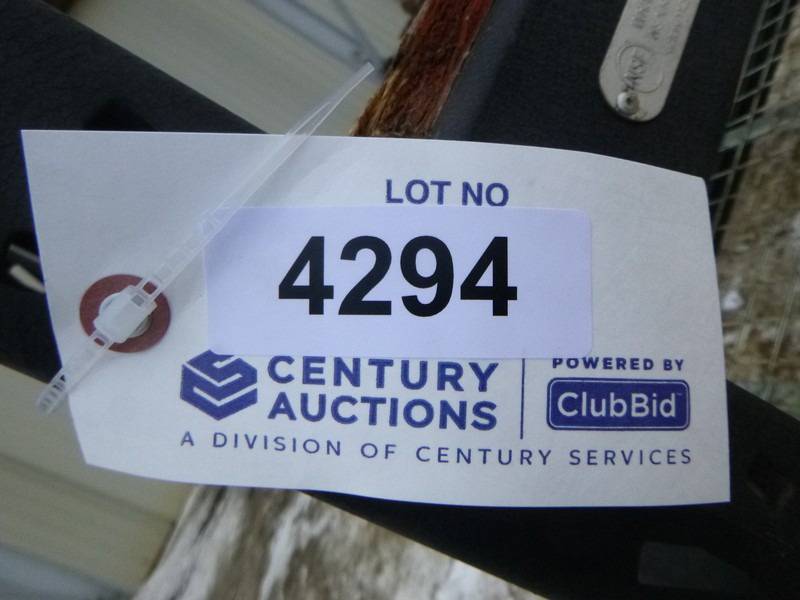 LOT NO
4294
CENTURY
AUCTIONS
POWERED BY
ClubBid
A DIVISION OF CENTURY SERVICES